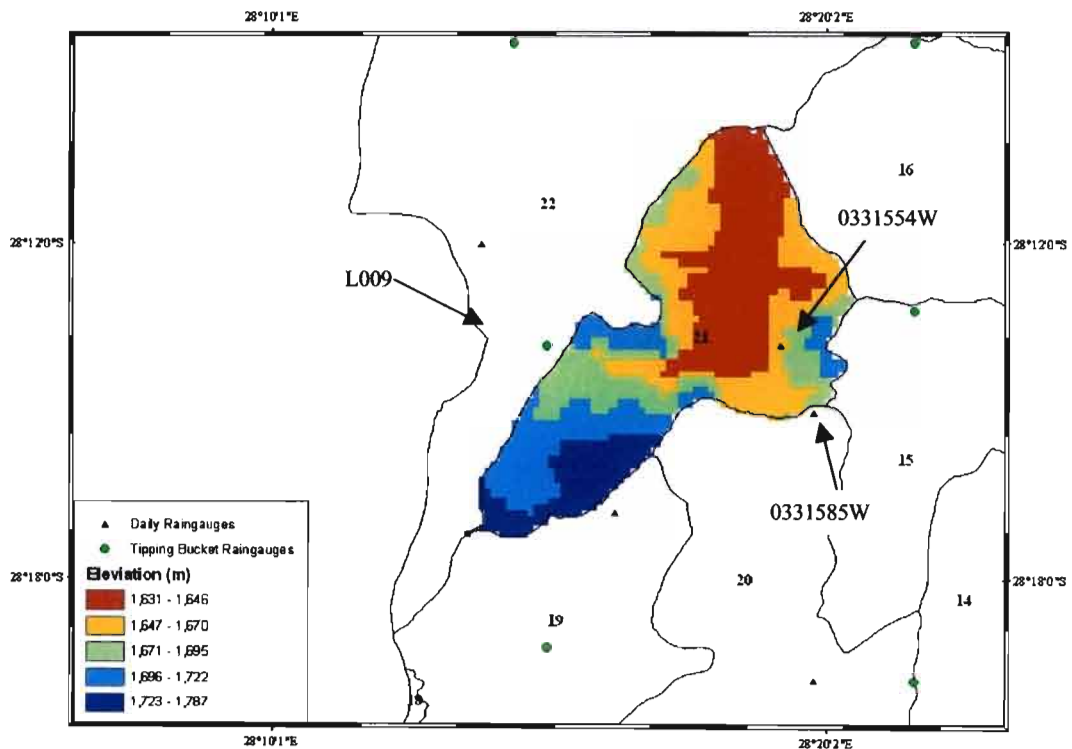 28°10'1"E
28°20'2"E
16
0331554W
22
28°12'0"S
28°12'0"S
L009
21
15
0331585W
Daily Raingauges
Tipping Bucket Raingauges
Eleviation (m)
1,631 - 1,646
1,647 - 1,670
1,671 - 1,695
1,696 - 1,722
1,723 - 1,787
28°18'0"S
28°18'0"S
20
14
19
18
28°10'1"E
28°20'2"E